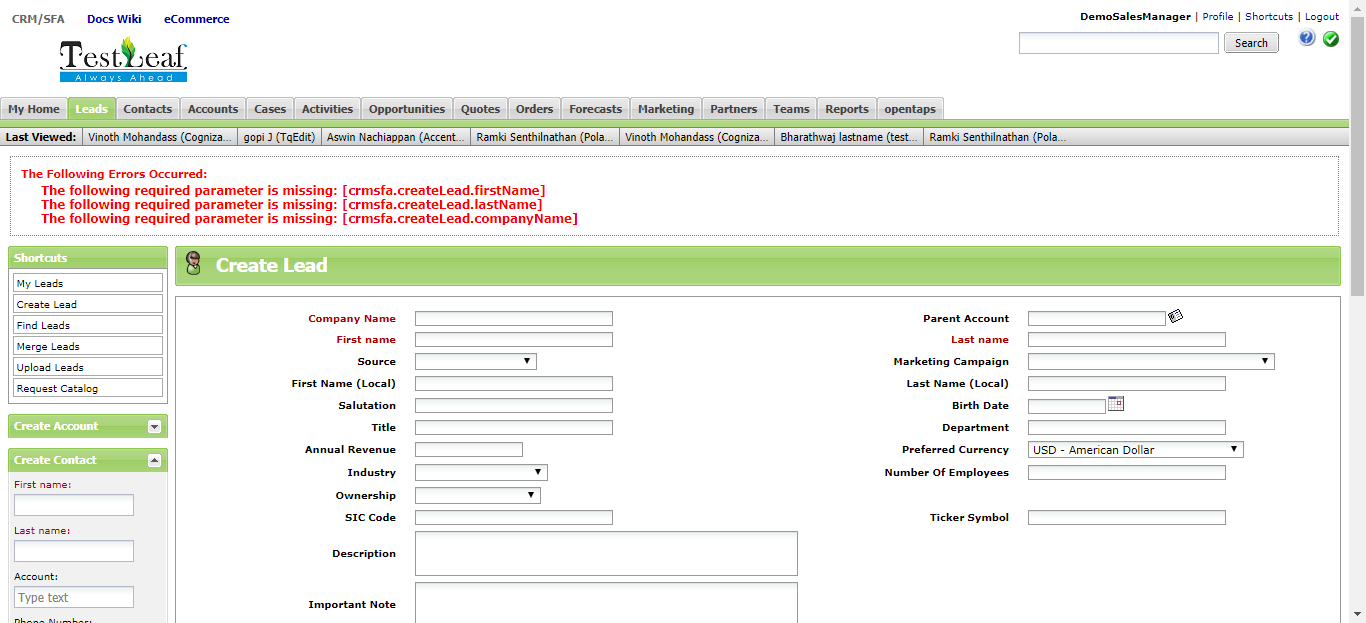 CRM/SFA Docs Wiki eCommerce
DemoSalesManager | Profile | Shortcuts | Logout
TestLeaf
Always Ahead
Search
My Home Leads Contacts Accounts Cases Activities Opportunities Quotes Orders Forecasts Marketing Partners Teams Reports opentaps
Last Viewed: Vinoth Mohandass (Cogniza... gopi J (TqEdit) Aswin Nachiappan (Accent... Ramki Senthilnathan (Pola... Vinoth Mohandass (Cogniza... Bharathwaj lastname (test... Ramki Senthilnathan (Pola...
The Following Errors Occurred:
The following required parameter is missing: [crmsfa.createLead.firstName]
The following required parameter is missing: [crmsfa.createLead.lastName]
The following required parameter is missing: [crmsfa.createLead.companyName]
Shortcuts
My Leads
Create Lead
Find Leads
Merge Leads
Upload Leads
Request Catalog
Create Account
Create Contact
First name:
Last name:
Account:
Type text
Phone Number:
Create Lead
Company Name Parent Account
First name Last name
Source Marketing Campaign
First Name (Local) Last Name (Local)
Salutation Birth Date
Title Department
Annual Revenue Preferred Currency USD - American Dollar
Industry Number Of Employees
Ownership
SIC Code Ticker Symbol
Description
Important Note